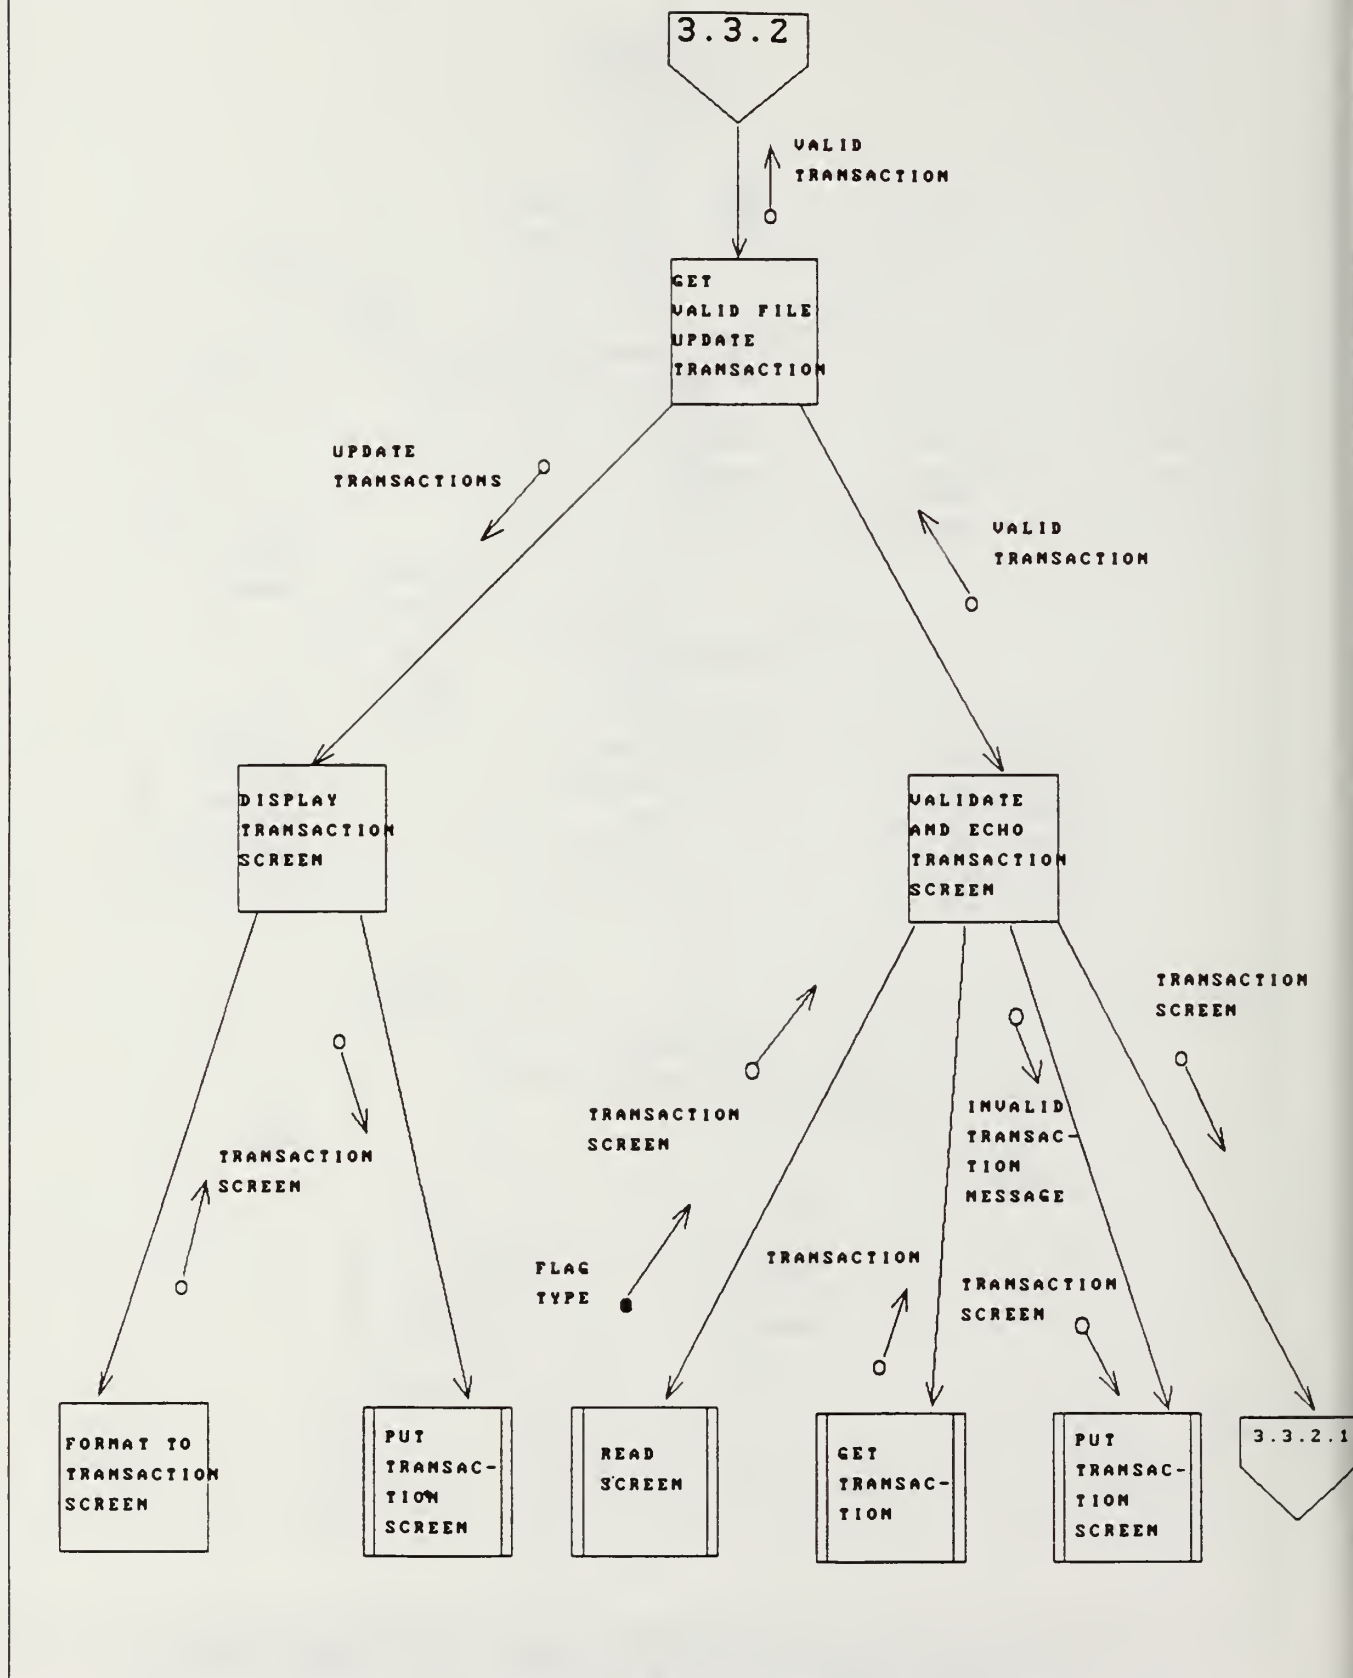 3.3.2
VALID
TRANSACTION
GET
VALID FILE
UPDATE
TRANSACTION
UPDATE
TRANSACTIONS
VALID
TRANSACTION
DISPLAY
TRANSACTION
SCREEN
VALIDATE
AND ECHO
TRANSACTION
SCREEN
TRANSACTION
SCREEN
TRANSACTION
SCREEN
INVALID
TRANSAC-
TION
MESSAGE
TRANSACTION
SCREEN
FLAG
TYPE
TRANSACTION
TRANSACTION
SCREEN
FORMAT TO
TRANSACTION
SCREEN
PUT
TRANSAC-
TION
SCREEN
READ
SCREEN
GET
TRANSAC-
TION
PUT
TRANSAC-
TION
SCREEN
3.3.2.1